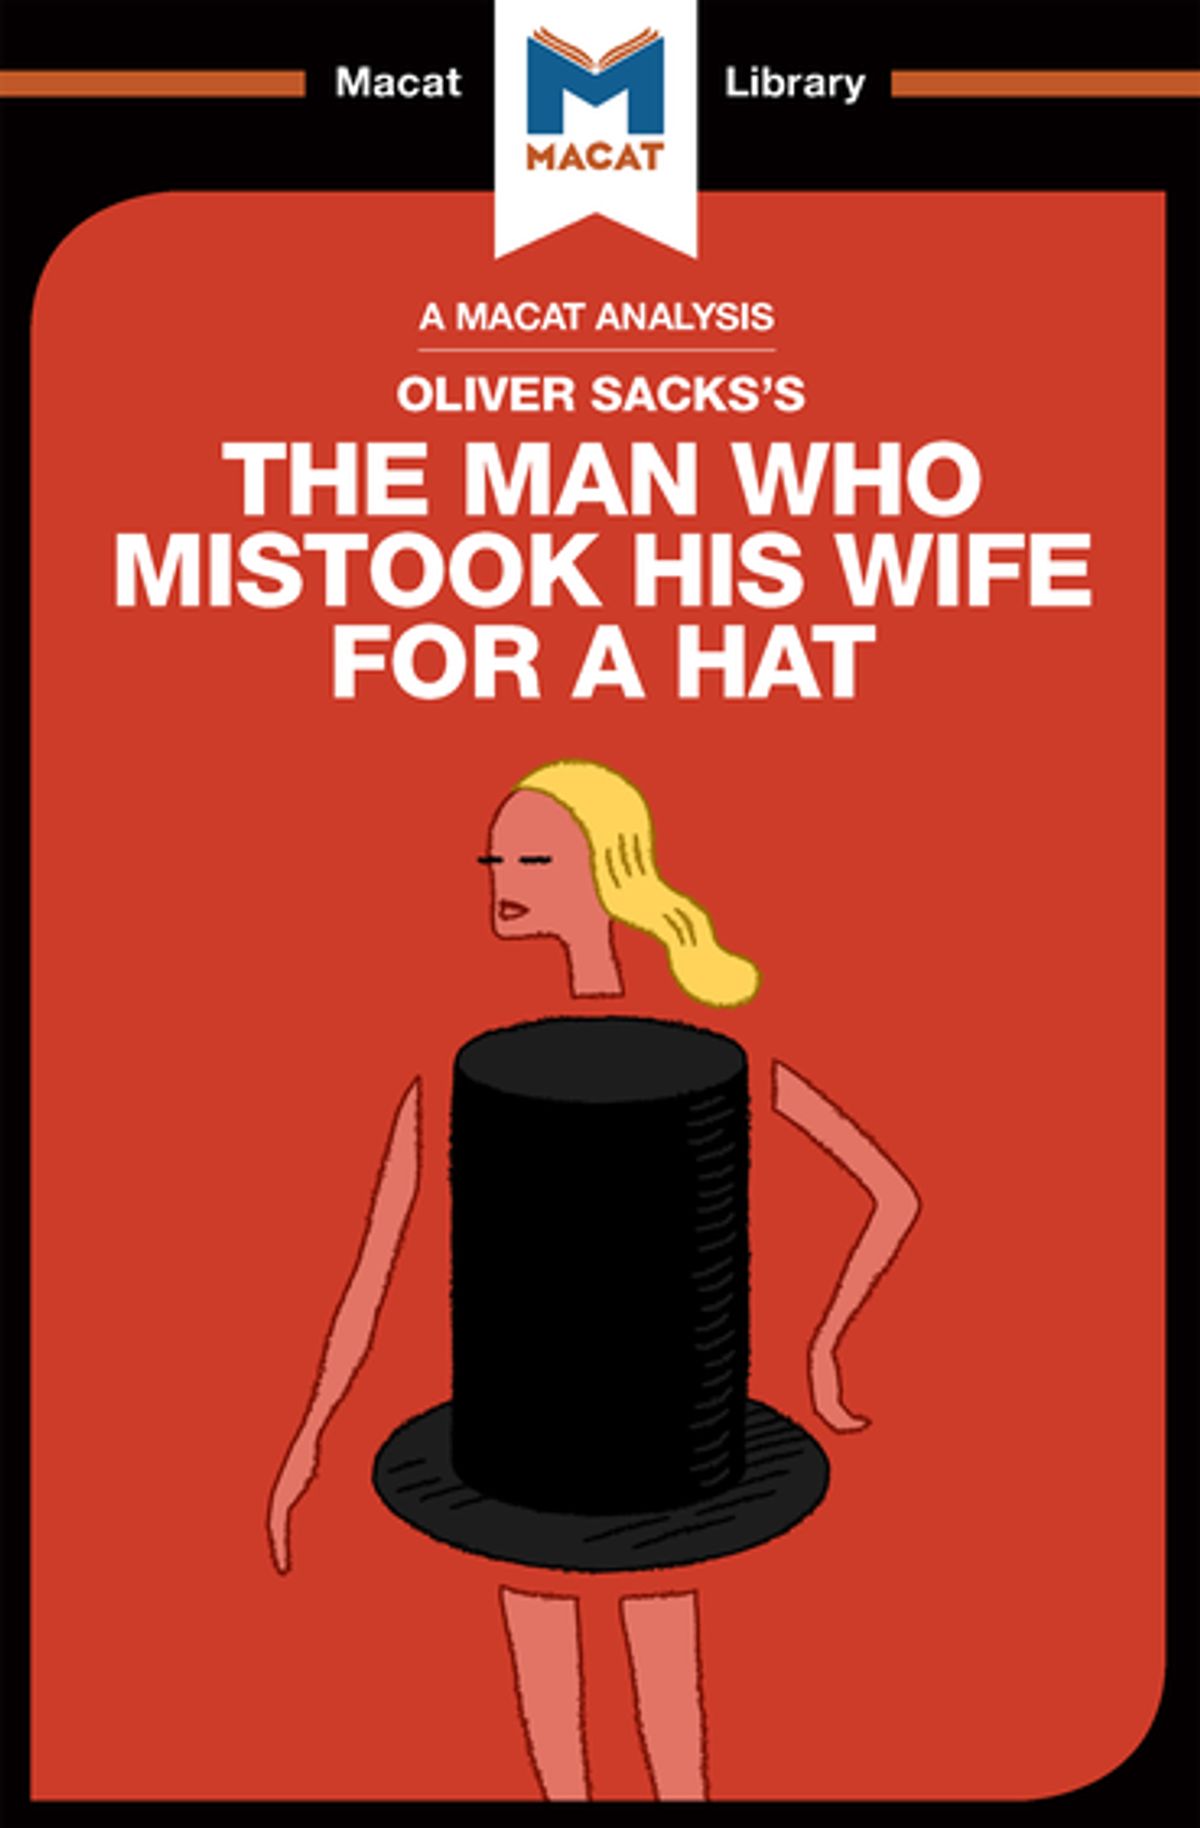 Macat
MACAT
Library
A MACAT ANALYSIS
OLIVER SACKS'S
THE MAN WHO
MISTOOK HIS WIFE
FOR A HAT